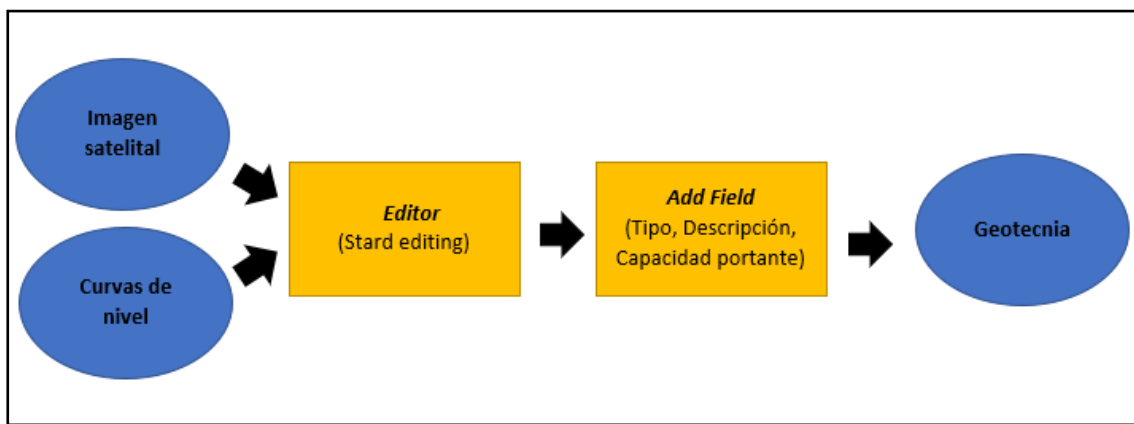 Imagen
satelital
Curvas de
nivel
Editor
(Stard editing)
Add Field
(Tipo, Descripción,
Capacidad portante)
Geotecnia